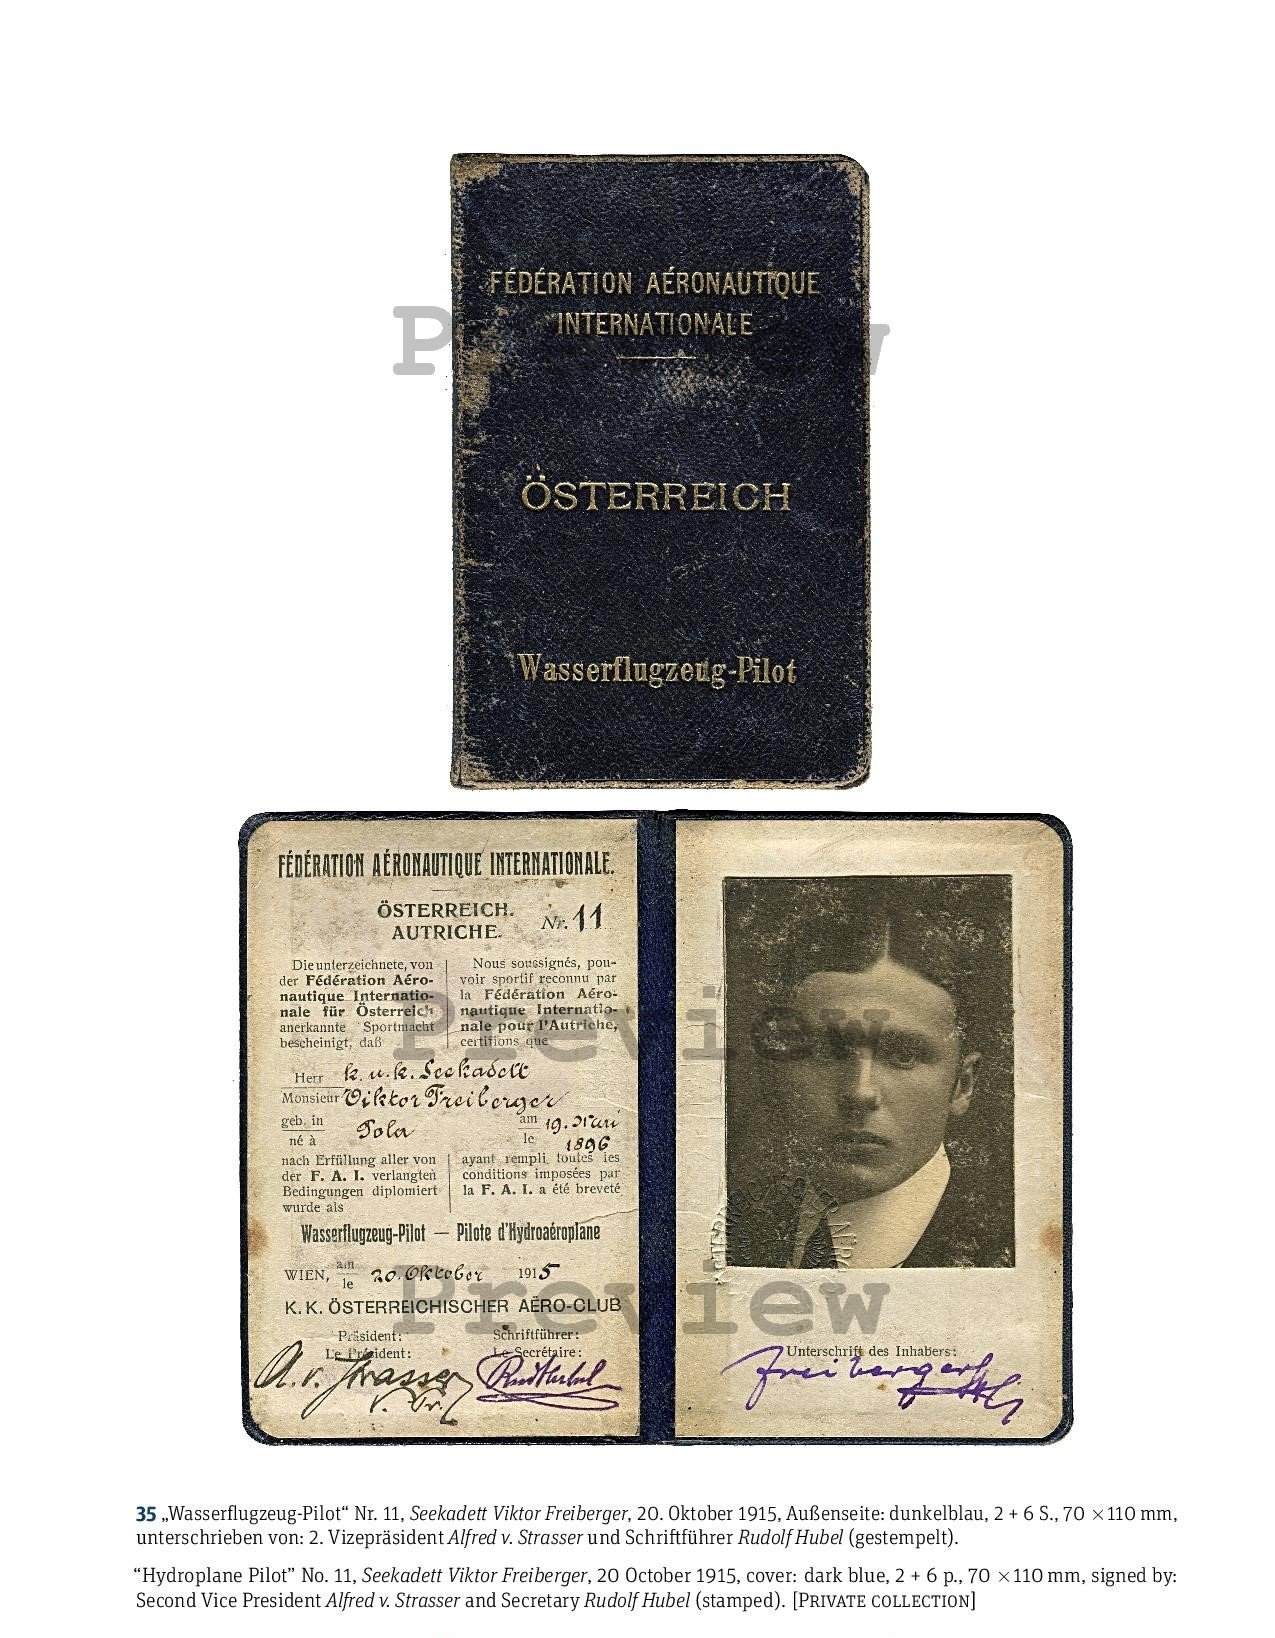 FÉDÉRATION AÉRONAUTIQUE
INTERNATIONALE
Preview
ÖSTERREICH
Wasserflugzeug-Pilot
FÉDÉRATION AÉRONAUTIQUE INTERNATIONALE.
ÖSTERREICH.
AUTRICHE.
Nr. 11
Die unterzeichnete, von
der Fédération Aéro-
nautique Internatio-
nale für Österreich
anerkannte Sportmacht
bescheinigt, daß
Nous soussignés, pou-
voir sportif reconnu par
la Fédération Aéro-
nautique Internatio-
nale pour l'Autriche,
certifions que
Preview
Herr k. u. k. Seekadett
Monsieur Viktor Freiberger
geb. in
né à
Pola
am
le
19. Mai
1896
nach Erfüllung aller von
der F. A. I. verlangten
Bedingungen diplomiert
wurde als
ayant rempli toutes les
conditions imposées par
la F. A. I. a été breveté
Wasserflugzeug-Pilot — Pilote d'Hydroaéroplane
WIEN, am
le
20. Oktober 1915
K. K. ÖSTERREICHISCHER AËRO-CLUB
Preview
Präsident:
Le Président:
A. v. Strasser
Schriftführer:
Le Secrétaire:
Rud Hubel
Unterschrift des Inhabers:
Freiberger
35 „Wasserflugzeug-Pilot“ Nr. 11, Seekadett Viktor Freiberger, 20. Oktober 1915, Außenseite: dunkelblau, 2 + 6 S., 70 × 110 mm,
unterschrieben von: 2. Vizepräsident Alfred v. Strasser und Schriftführer Rudolf Hubel (gestempelt).
“Hydroplane Pilot” No. 11, Seekadett Viktor Freiberger, 20 October 1915, cover: dark blue, 2 + 6 p., 70 × 110 mm, signed by:
Second Vice President Alfred v. Strasser and Secretary Rudolf Hubel (stamped). [PRIVATE COLLECTION]